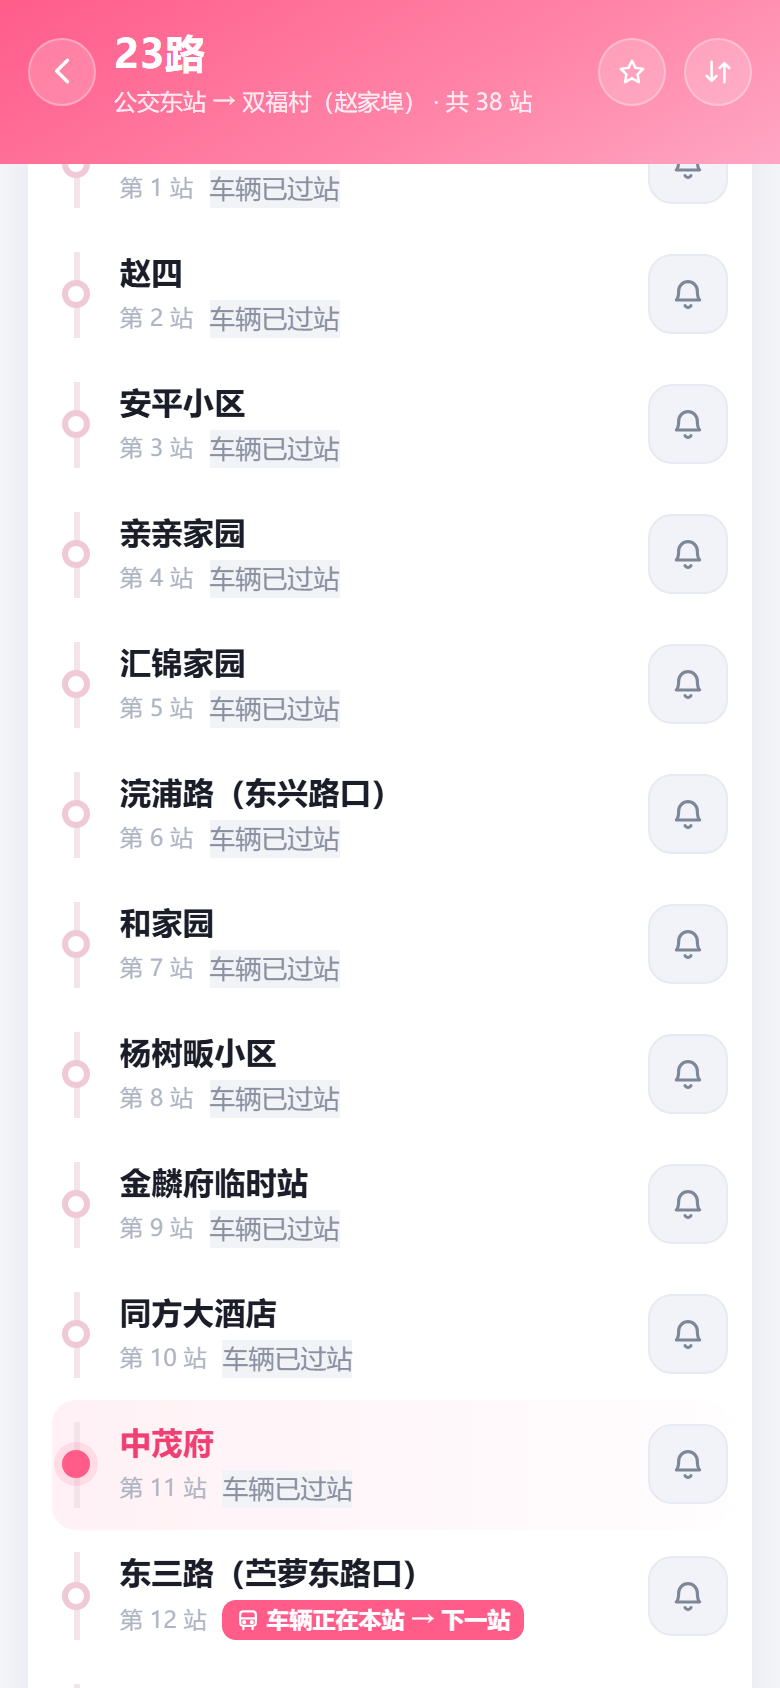 23路
公交东站 → 双福村（赵家埠） · 共 38 站
第 1 站 车辆已过站
赵四
第 2 站 车辆已过站
安平小区
第 3 站 车辆已过站
亲亲家园
第 4 站 车辆已过站
汇锦家园
第 5 站 车辆已过站
浣浦路（东兴路口）
第 6 站 车辆已过站
和家园
第 7 站 车辆已过站
杨树畈小区
第 8 站 车辆已过站
金麟府临时站
第 9 站 车辆已过站
同方大酒店
第 10 站 车辆已过站
中茂府
第 11 站 车辆已过站
东三路（苎萝东路口）
第 12 站 车辆正在本站 → 下一站